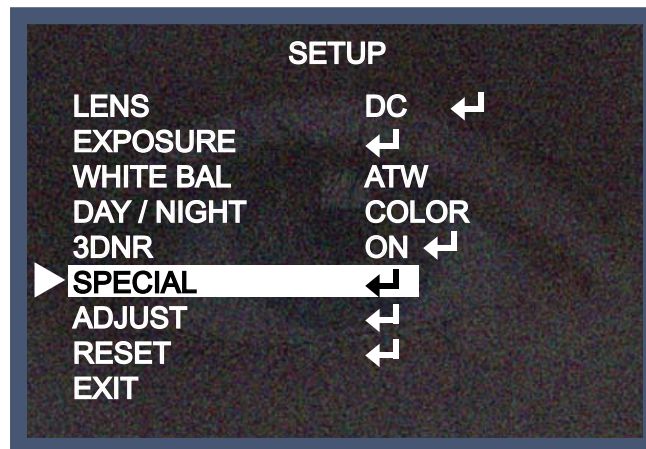 SETUP
LENS DC ↵
EXPOSURE ↵
WHITE BAL ATW
DAY / NIGHT COLOR
3DNR ON ↵
SPECIAL ↵
ADJUST ↵
RESET ↵
EXIT